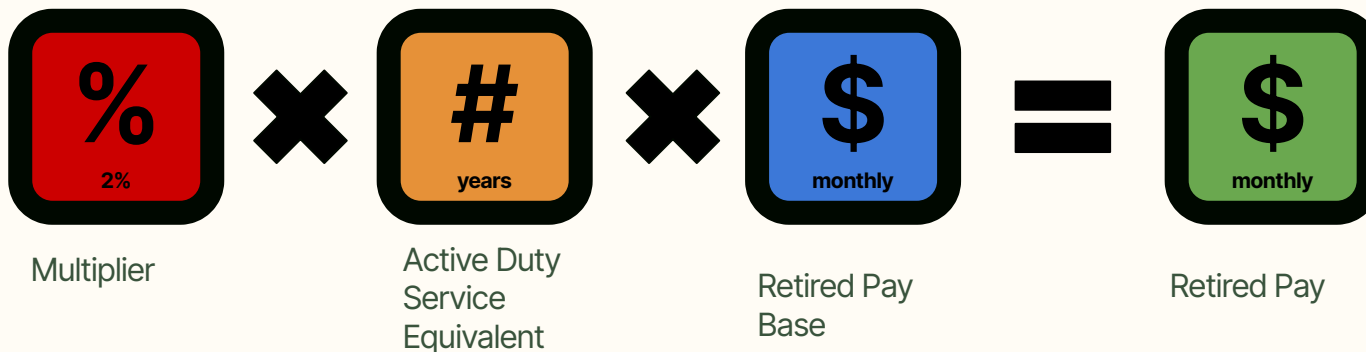 %
2%
Multiplier
#
years
Active Duty
Service
Equivalent
$
monthly
Retired Pay
Base
$
monthly
Retired Pay